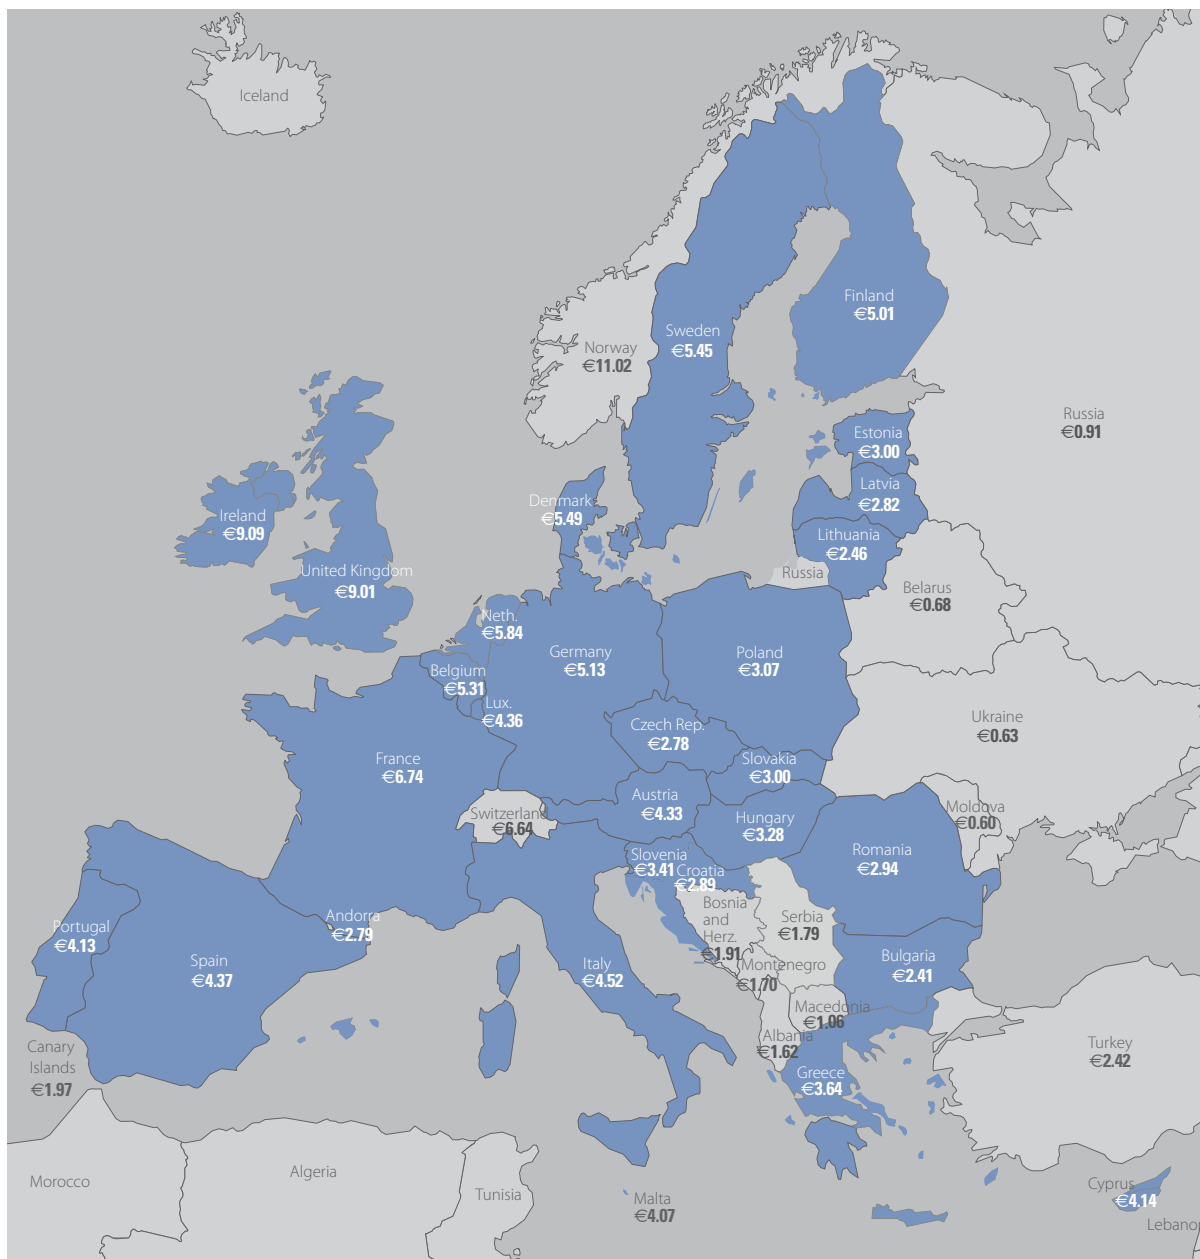 Iceland
Finland
€5.01
Sweden
€5.45
Norway
€11.02
Russia
€0.91
Estonia
€3.00
Latvia
€2.82
Denmark
€5.49
Ireland
€9.09
Lithuania
€2.46
United Kingdom
€9.01
Russia
Belarus
€0.68
Neth.
€5.84
Germany
€5.13
Poland
€3.07
Belgium
€5.31
Lux.
€4.36
Ukraine
€0.63
Czech Rep.
€2.78
France
€6.74
Slovakia
€3.00
Austria
€4.33
Switzerland
€6.64
Moldova
€0.60
Hungary
€3.28
Slovenia
€3.41
Romania
€2.94
Croatia
€2.89
Bosnia
and
Herz.
€1.91
Andorra
€2.79
Serbia
€1.79
Portugal
€4.13
Spain
€4.37
Italy
€4.52
Bulgaria
€2.41
Montenegro
€1.70
Macedonia
€1.06
Albania
€1.62
Canary
Islands
€1.97
Turkey
€2.42
Greece
€3.64
Morocco
Algeria
Tunisia
Malta
€4.07
Cyprus
€4.14
Lebanon